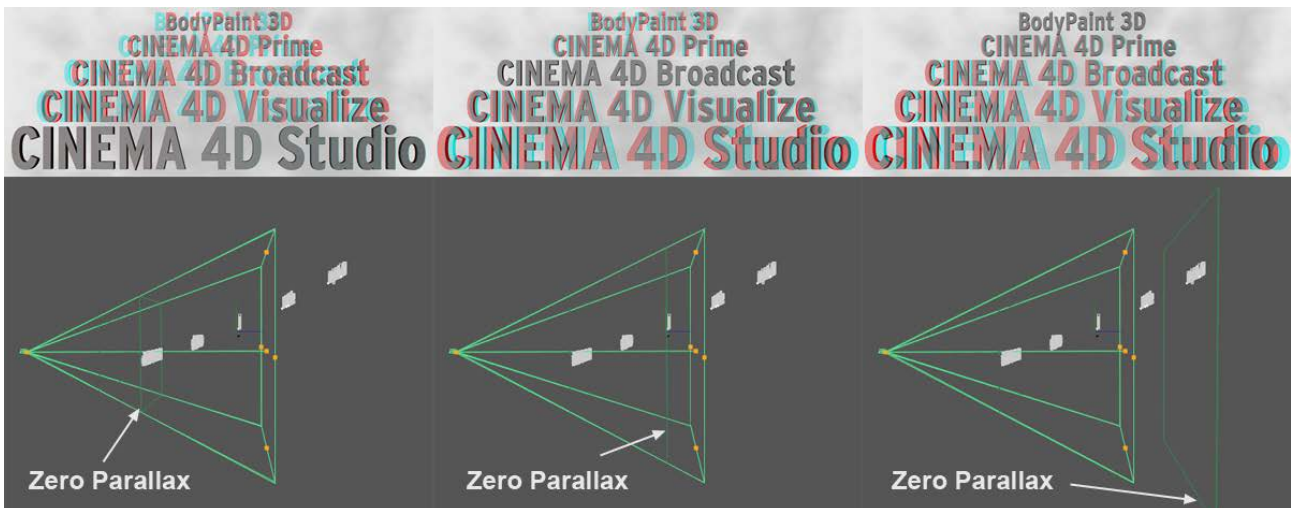 BodyPaint 3D
CINEMA 4D Prime
CINEMA 4D Broadcast
CINEMA 4D Visualize
CINEMA 4D Studio
BodyPaint 3D
CINEMA 4D Prime
CINEMA 4D Broadcast
CINEMA 4D Visualize
CINEMA 4D Studio
BodyPaint 3D
CINEMA 4D Prime
CINEMA 4D Broadcast
CINEMA 4D Visualize
CINEMA 4D Studio
Zero Parallax
Zero Parallax
Zero Parallax